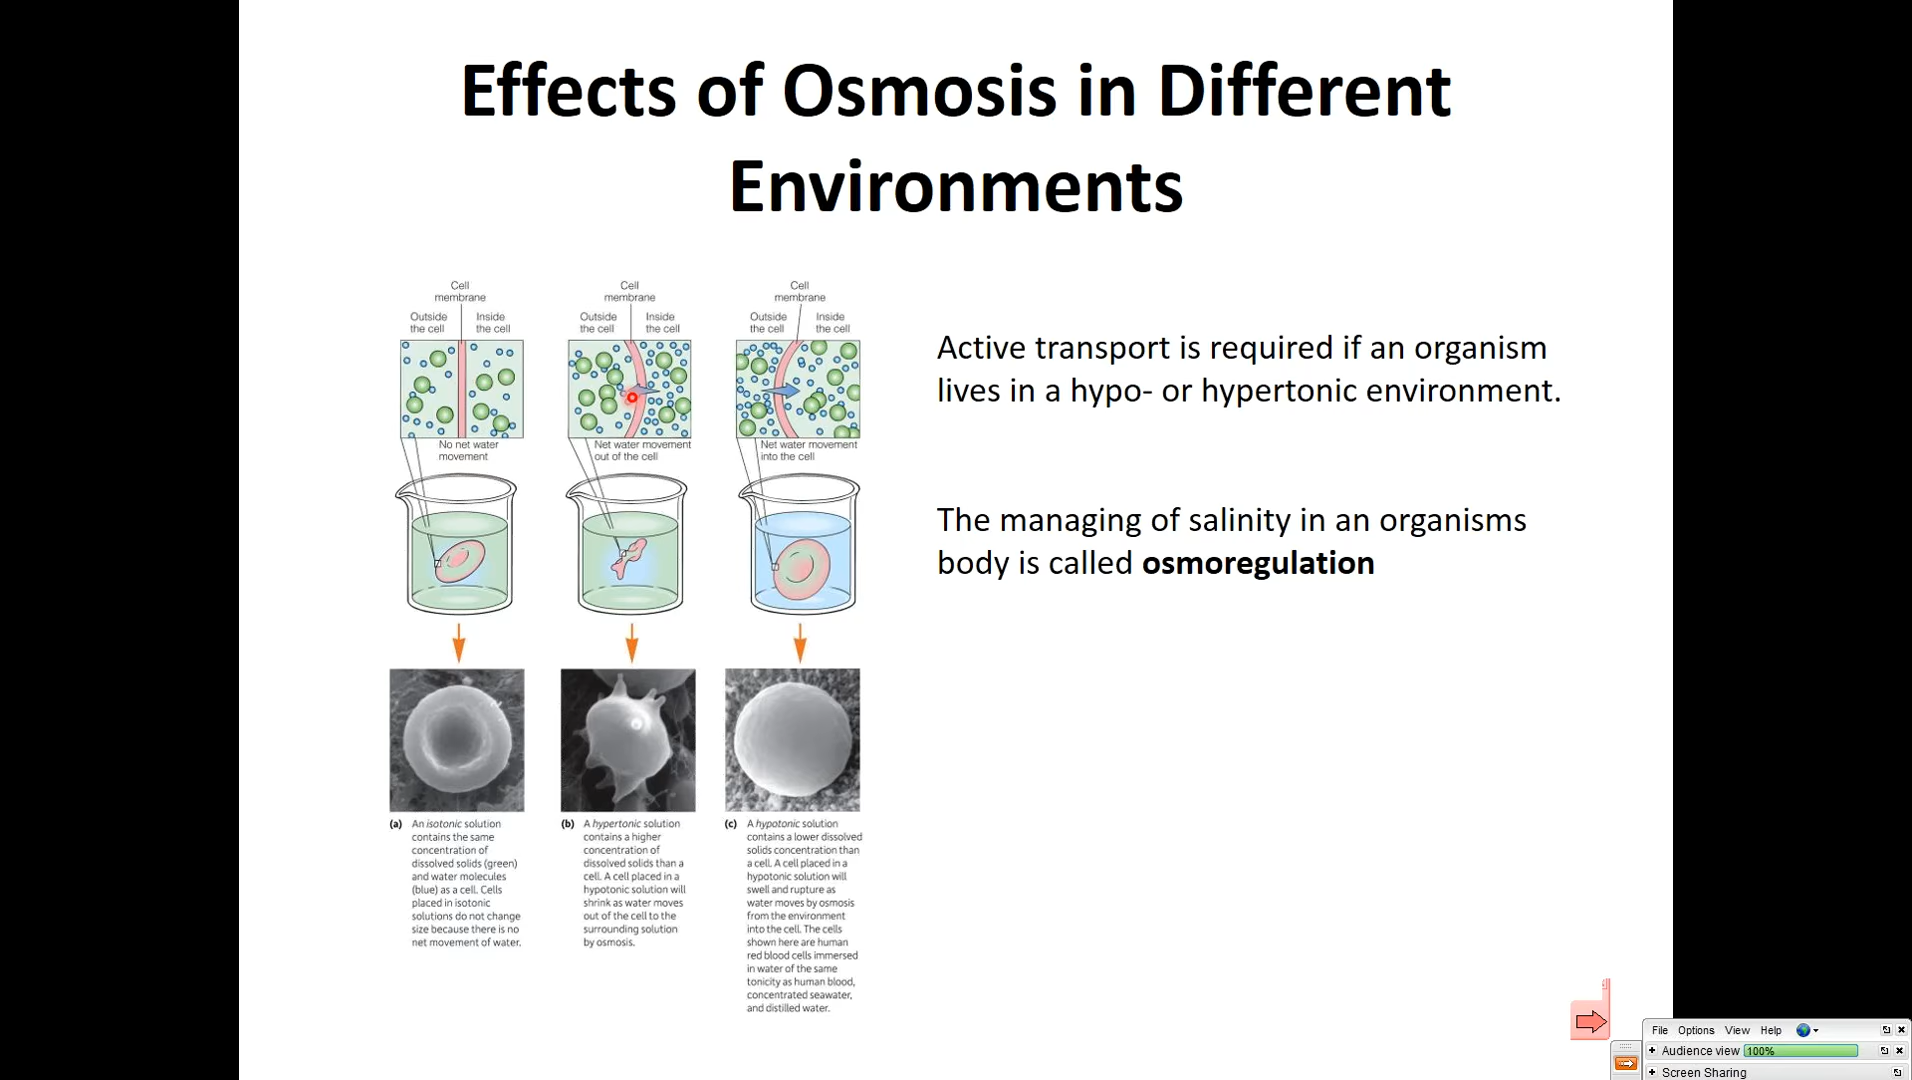 Effects of Osmosis in Different
Environments
Cell
membrane
Outside
the cell
Inside
the cell
No net water
movement
Cell
membrane
Outside
the cell
Inside
the cell
Net water movement
out of the cell
Cell
membrane
Outside
the cell
Inside
the cell
Net water movement
into the cell
(a) An isotonic solution
contains the same
concentration of
dissolved solids (green)
and water molecules
(blue) as a cell. Cells
placed in isotonic
solutions do not change
size because there is no
net movement of water.
(b) A hypertonic solution
contains a higher
concentration of
dissolved solids than a
cell. A cell placed in a
hypotonic solution will
shrink as water moves
out of the cell to the
surrounding solution
by osmosis.
(c) A hypotonic solution
contains a lower dissolved
solids concentration than
a cell. A cell placed in a
hypotonic solution will
swell and rupture as
water moves by osmosis
from the environment
into the cell. The cells
shown here are human
red blood cells immersed
in water of the same
tonicity as human blood,
concentrated seawater,
and distilled water.
Active transport is required if an organism
lives in a hypo- or hypertonic environment.
The managing of salinity in an organisms
body is called osmoregulation
File Options View Help
Audience view 100%
Screen Sharing